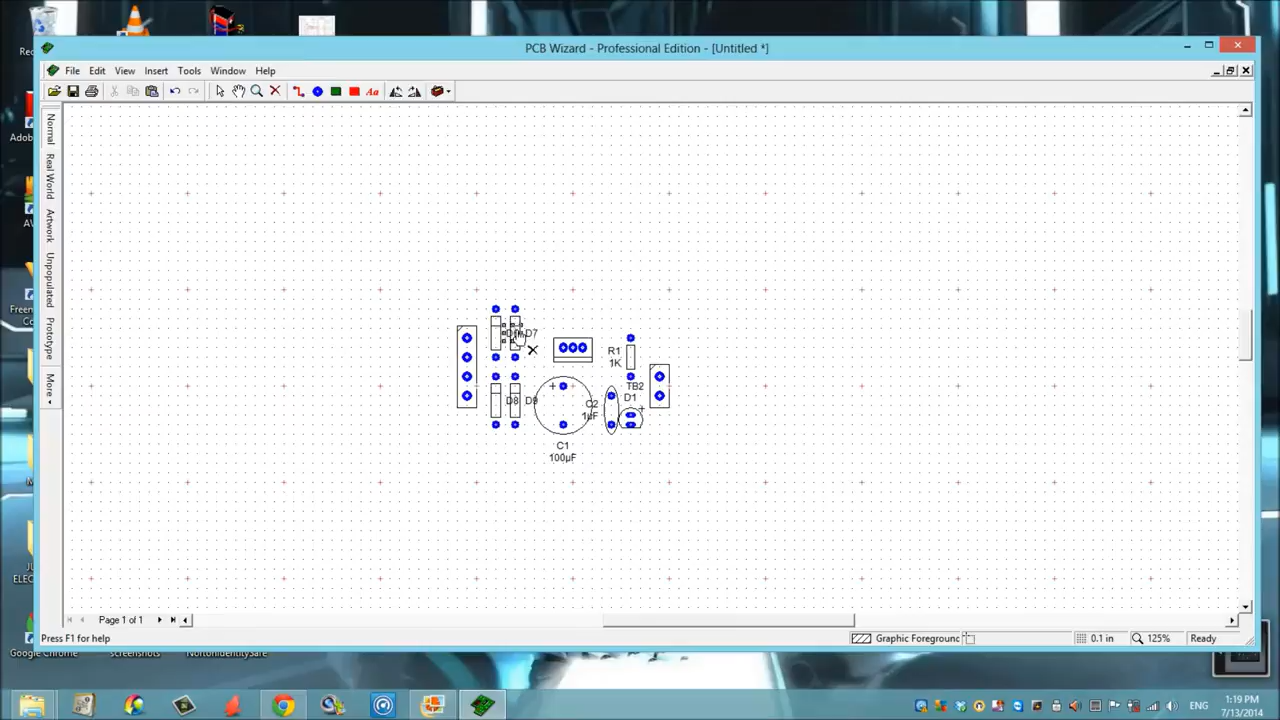 PCB Wizard - Professional Edition - [Untitled *]
File Edit View Insert Tools Window Help
Aa
Normal
Real World
Artwork
Unpopulated
Prototype
More
D7
D8 D9
R1
1K
TB2
D1
C2
1µF
C1
100µF
Page 1 of 1
Press F1 for help
Graphic Foreground
0.1 in
125%
Ready
Google Chrome
screenshots
NortonIdentitySafe
ENG
1:19 PM
7/13/2014